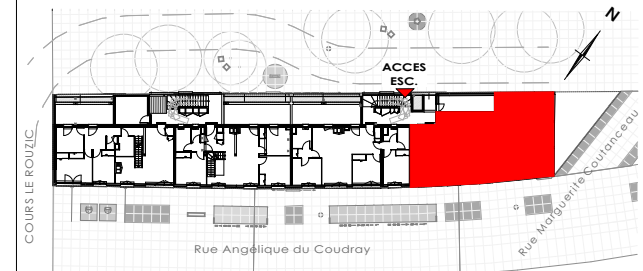 N
ACCES
ESC.
COURS LE ROUZIC
Rue Marguerite Coutanceau
Rue Angélique du Coudray